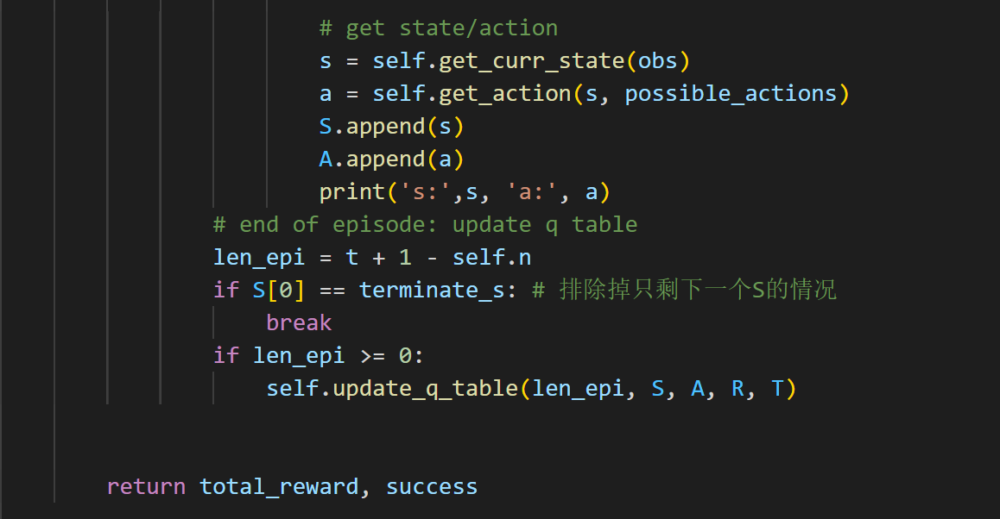 # get state/action
s = self.get_curr_state(obs)
a = self.get_action(s, possible_actions)
S.append(s)
A.append(a)
print('s:',s, 'a:', a)
# end of episode: update q table
len_epi = t + 1 - self.n
if S[0] == terminate_s: # 排除掉只剩下一个S的情况
break
if len_epi >= 0:
self.update_q_table(len_epi, S, A, R, T)
return total_reward, success